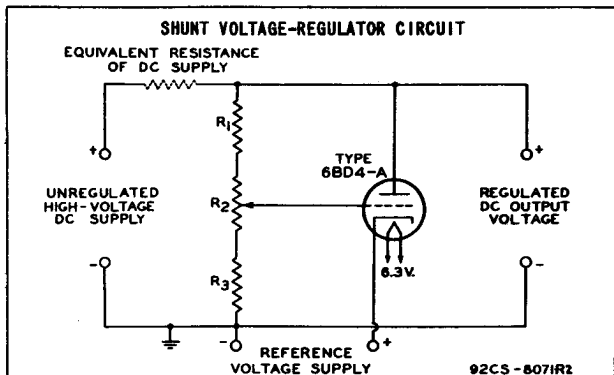 SHUNT VOLTAGE-REGULATOR CIRCUIT
EQUIVALENT RESISTANCE
OF DC SUPPLY
R1
TYPE
6BD4-A
+
+
UNREGULATED
HIGH-VOLTAGE
DC SUPPLY
R2
REGULATED
DC OUTPUT
VOLTAGE
-
-
R3
6.3V.
-
+
REFERENCE
VOLTAGE SUPPLY
92CS-8071R2